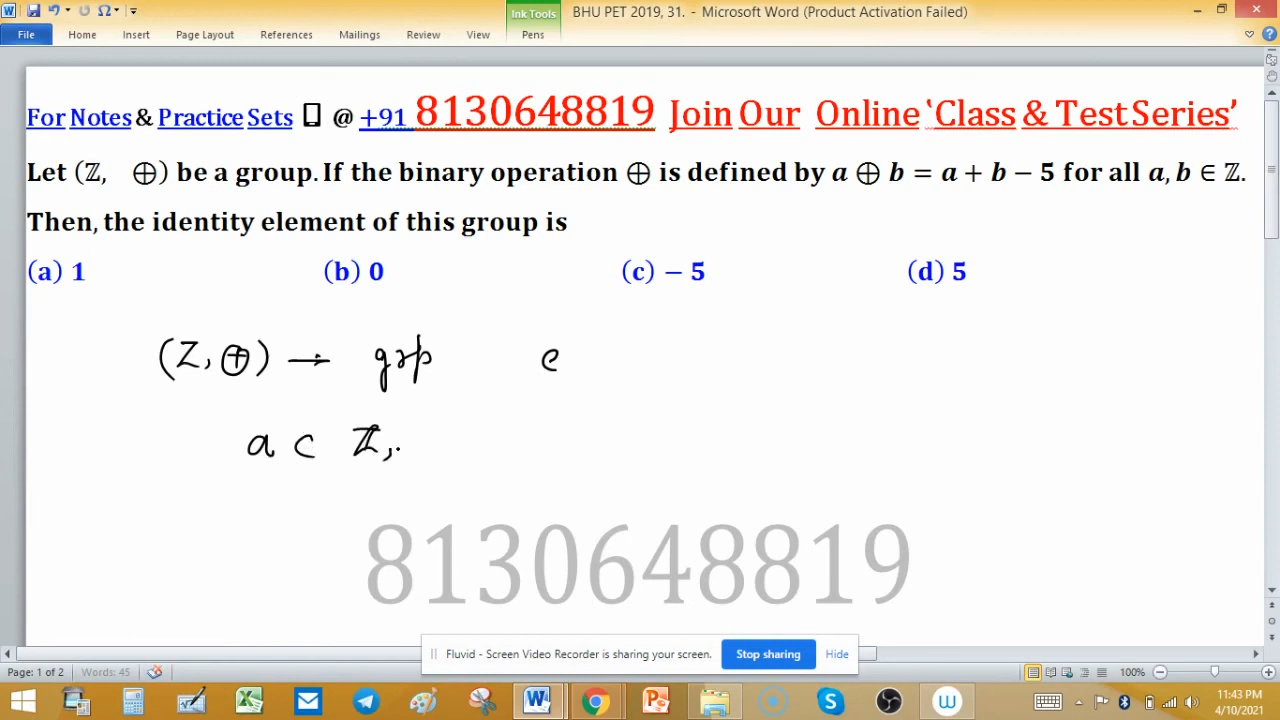 BHU PET 2019, 31. - Microsoft Word (Product Activation Failed)
Ink Tools
File Home Insert Page Layout References Mailings Review View Pens
For Notes & Practice Sets @ +91 8130648819 Join Our Online ‘Class & Test Series’
Let (ℤ, ⊕) be a group. If the binary operation ⊕ is defined by a ⊕ b = a + b − 5 for all a, b ∈ ℤ.
Then, the identity element of this group is
(a) 1 (b) 0 (c) − 5 (d) 5
(ℤ, ⊕) → grp e
a ⊂ ℤ,
8130648819
Fluvid - Screen Video Recorder is sharing your screen. Stop sharing Hide
Page: 1 of 2 Words: 45 100%
11:43 PM
4/10/2021